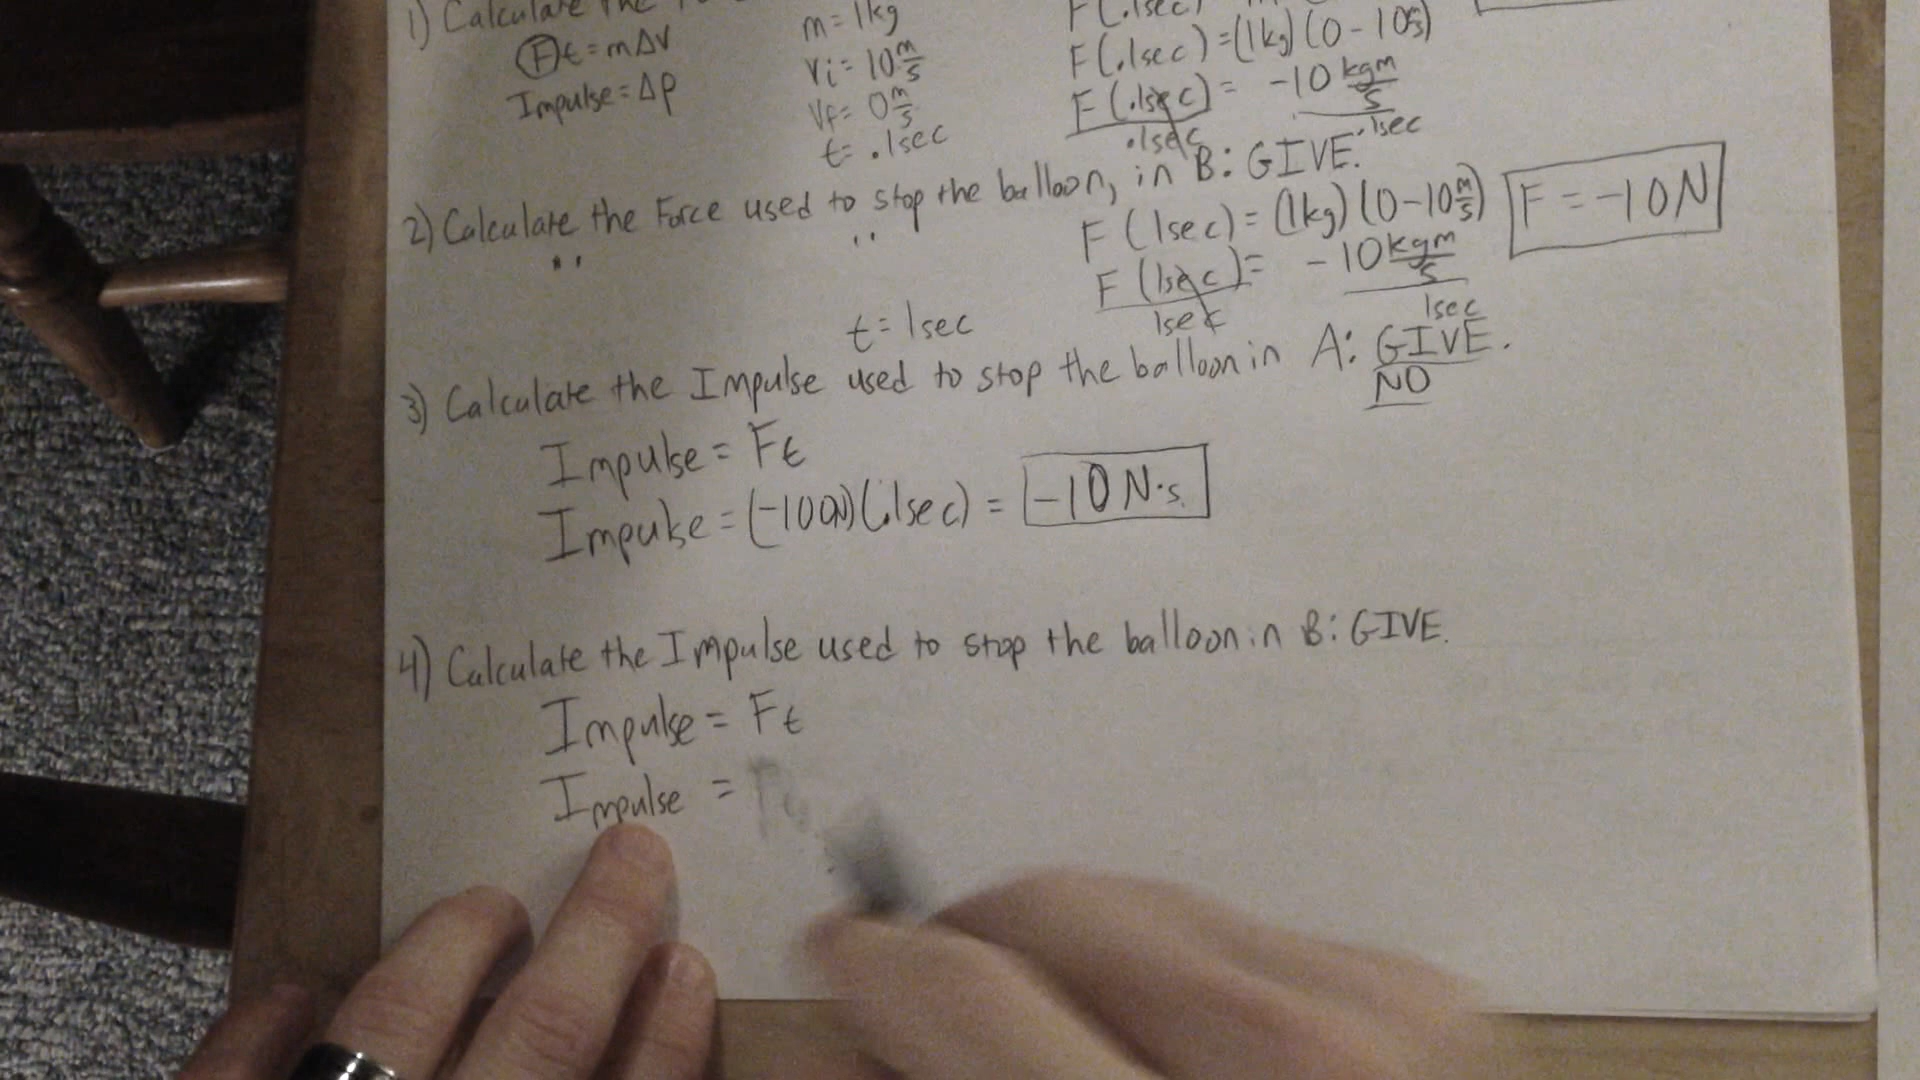 1) Calculate the
Ft = mΔV
Impulse = Δp
m = 1kg
Vi = 10 m/s
Vf = 0 m/s
t = .1sec
F(.1sec)
F(.1sec) = (1kg)(0 - 10 m/s)
F(.1sec) = -10 kgm/s
.1sec .1sec
2) Calculate the Force used to stop the balloon, in B: GIVE.
" "
t = 1sec
F(1sec) = (1kg)(0-10 m/s)
F(1sec) = -10 kgm/s
1sec 1sec
F = -10N
3) Calculate the Impulse used to stop the balloon in A: GIVE.
NO
Impulse = Ft
Impulse = (-100N)(.1sec) = -10 N·s
4) Calculate the Impulse used to stop the balloon in B: GIVE.
Impulse = Ft
Impulse =